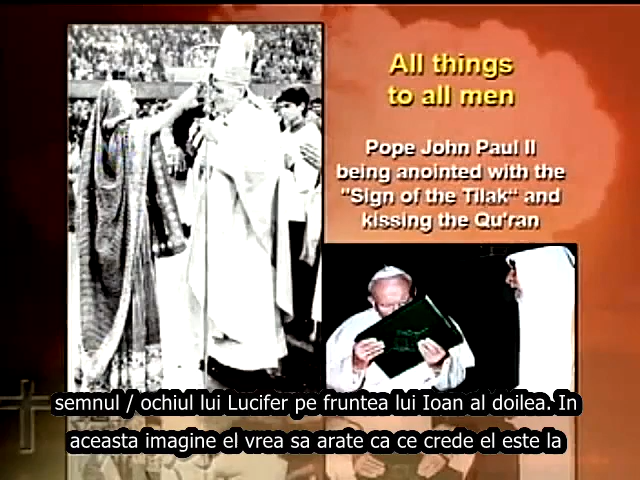 All things
to all men
Pope John Paul II
being anointed with the
"Sign of the Tilak" and
kissing the Qu'ran
semnul / ochiul lui Lucifer pe fruntea lui Ioan al doilea. In
aceasta imagine el vrea sa arate ca ce crede el este la